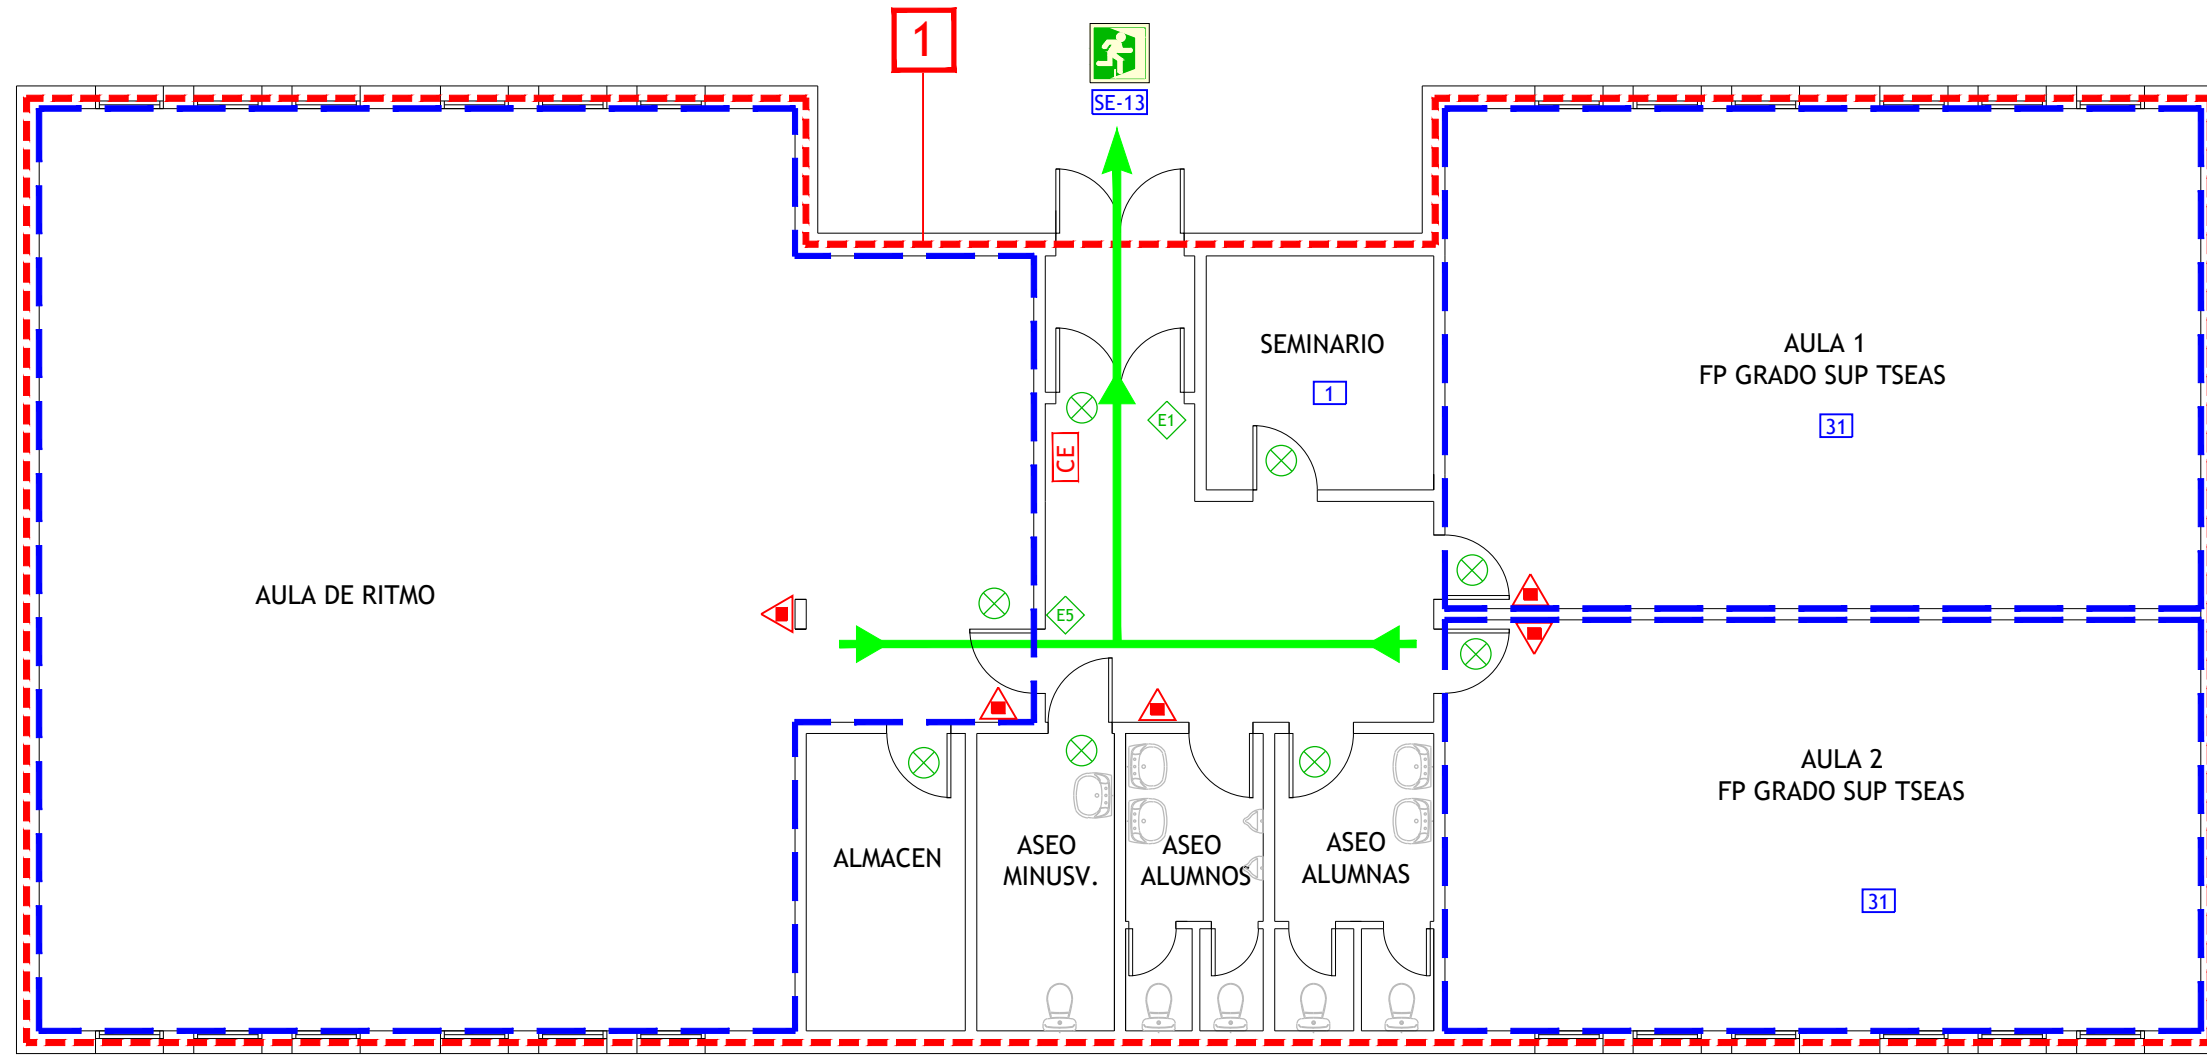 1
SE-13
SEMINARIO
1
AULA 1
FP GRADO SUP TSEAS
31
E1
CE
AULA DE RITMO
E5
AULA 2
FP GRADO SUP TSEAS
31
ALMACEN
ASEO
MINUSV.
ASEO
ALUMNOS
ASEO
ALUMNAS